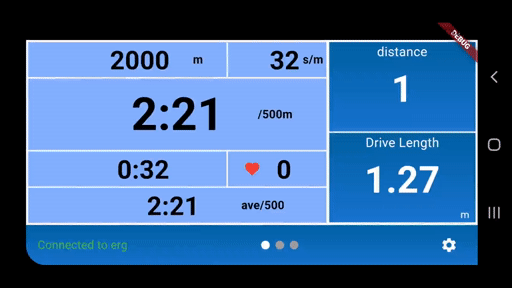 DEBUG
2000 m
32 s/m
distance
1
2:21 /500m
Drive Length
1.27
m
0:32
0
2:21 ave/500
Connected to erg